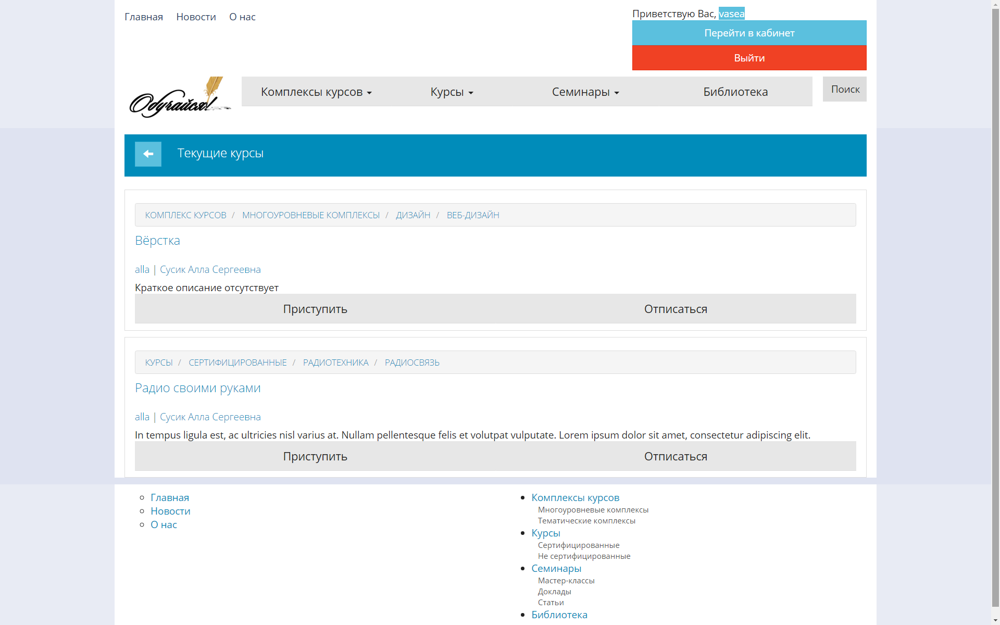 Главная Новости О нас
Приветствую Вас, vasea
Перейти в кабинет
Выйти
Обучайся!
Комплексы курсов Курсы Семинары Библиотека
Поиск
Текущие курсы
КОМПЛЕКС КУРСОВ / МНОГОУРОВНЕВЫЕ КОМПЛЕКСЫ / ДИЗАЙН / ВЕБ-ДИЗАЙН
Вёрстка
alla | Сусик Алла Сергеевна
Краткое описание отсутствует
Приступить Отписаться
КУРСЫ / СЕРТИФИЦИРОВАННЫЕ / РАДИОТЕХНИКА / РАДИОСВЯЗЬ
Радио своими руками
alla | Сусик Алла Сергеевна
In tempus ligula est, ac ultricies nisl varius at. Nullam pellentesque felis et volutpat vulputate. Lorem ipsum dolor sit amet, consectetur adipiscing elit.
Приступить Отписаться
Главная
Новости
О нас
Комплексы курсов
Многоуровневые комплексы
Тематические комплексы
Курсы
Сертифицированные
Не сертифицированные
Семинары
Мастер-классы
Доклады
Статьи
Библиотека